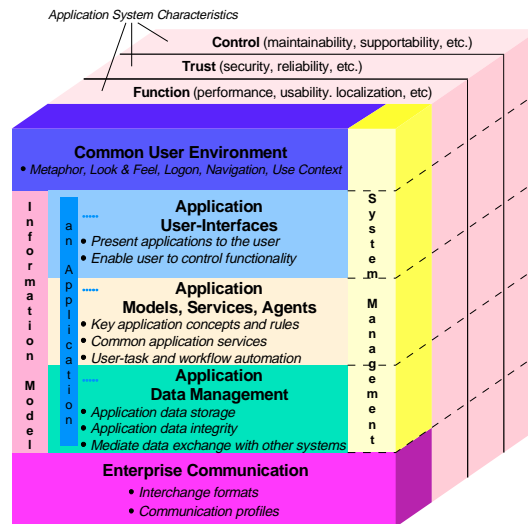 Application System Characteristics
Control (maintainability, supportability, etc.)
Trust (security, reliability, etc.)
Function (performance, usability. localization, etc)
Common User Environment
• Metaphor, Look & Feel, Logon, Navigation, Use Context
Information Model
an Application
System Management
Application
User-Interfaces
• Present applications to the user
• Enable user to control functionality
Application
Models, Services, Agents
• Key application concepts and rules
• Common application services
• User-task and workflow automation
Application
Data Management
• Application data storage
• Application data integrity
• Mediate data exchange with other systems
Enterprise Communication
• Interchange formats
• Communication profiles